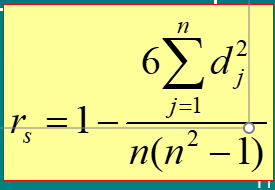 r_s = 1 - \frac{6\sum_{j=1}^{n} d_j^2}{n(n^2 - 1)}